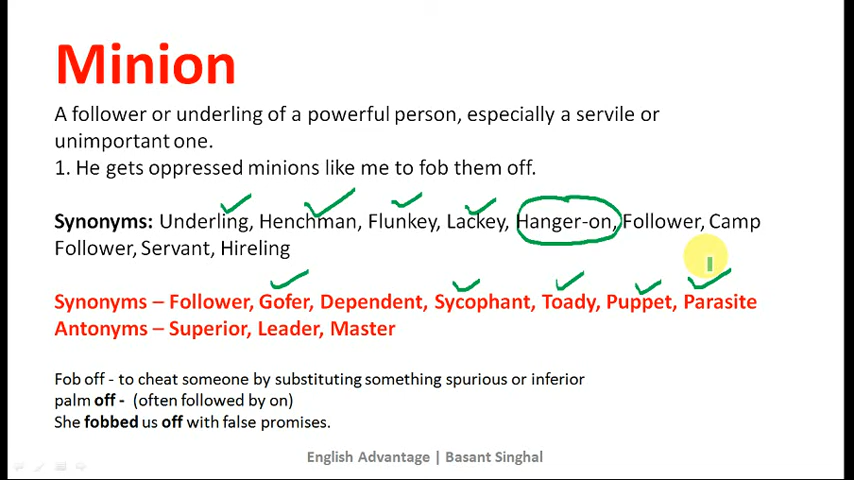 Minion
A follower or underling of a powerful person, especially a servile or
unimportant one.
1. He gets oppressed minions like me to fob them off.
Synonyms: Underling, Henchman, Flunkey, Lackey, Hanger-on, Follower, Camp
Follower, Servant, Hireling
Synonyms – Follower, Gofer, Dependent, Sycophant, Toady, Puppet, Parasite
Antonyms – Superior, Leader, Master
Fob off - to cheat someone by substituting something spurious or inferior
palm off - (often followed by on)
She fobbed us off with false promises.
English Advantage | Basant Singhal